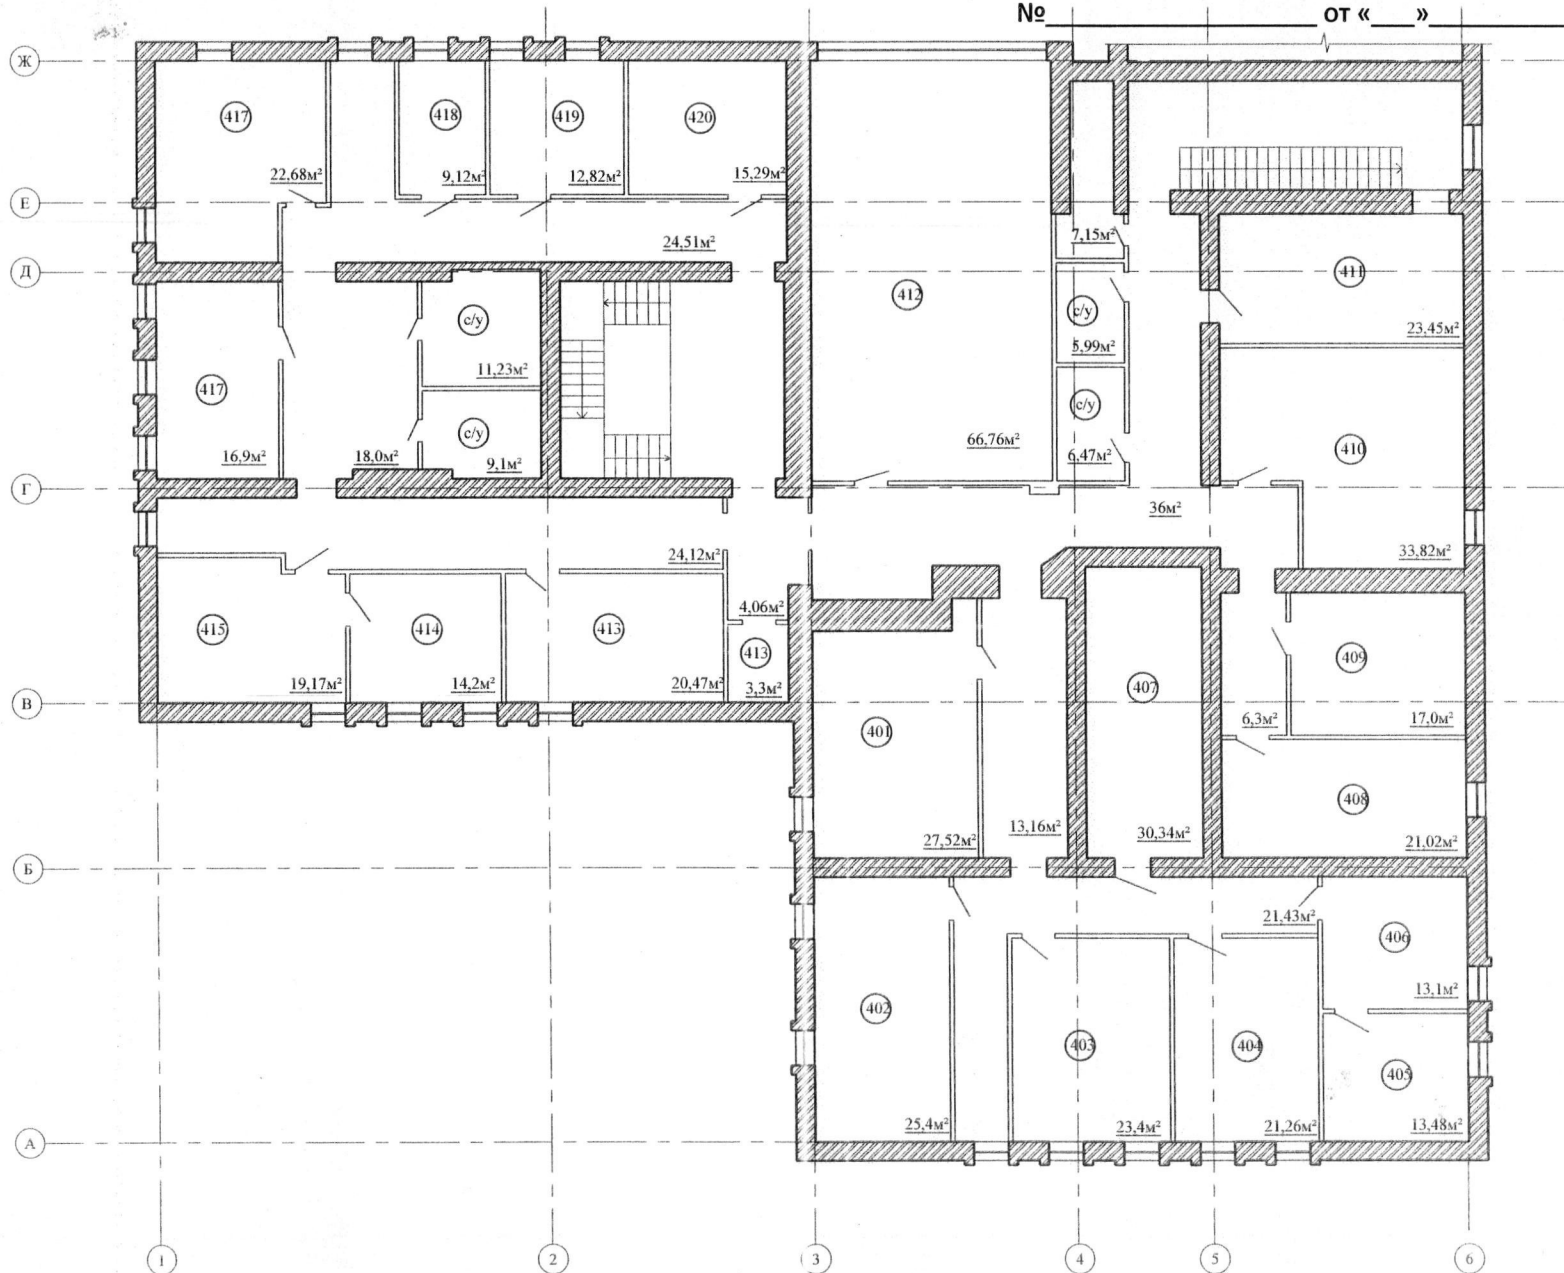 № от « »
Ж
417 418 419 420
22,68м² 9,12м² 12,82м² 15,29м²
Е
24,51м² 7,15м²
Д
412 411
с/у с/у
11,23м² 5,99м² 23,45м²
417 с/у с/у
16,9м² 18,0м² 9,1м² 66,76м² 6,47м² 410
Г
36м²
24,12м² 33,82м²
4,06м²
415 414 413 413 409
19,17м² 14,2м² 20,47м² 3,3м² 407
В
401 6,3м² 17,0м²
408
27,52м² 13,16м² 30,34м² 21,02м²
Б
21,43м² 406
402 13,1м²
403 404 405
25,4м² 23,4м² 21,26м² 13,48м²
А
1 2 3 4 5 6